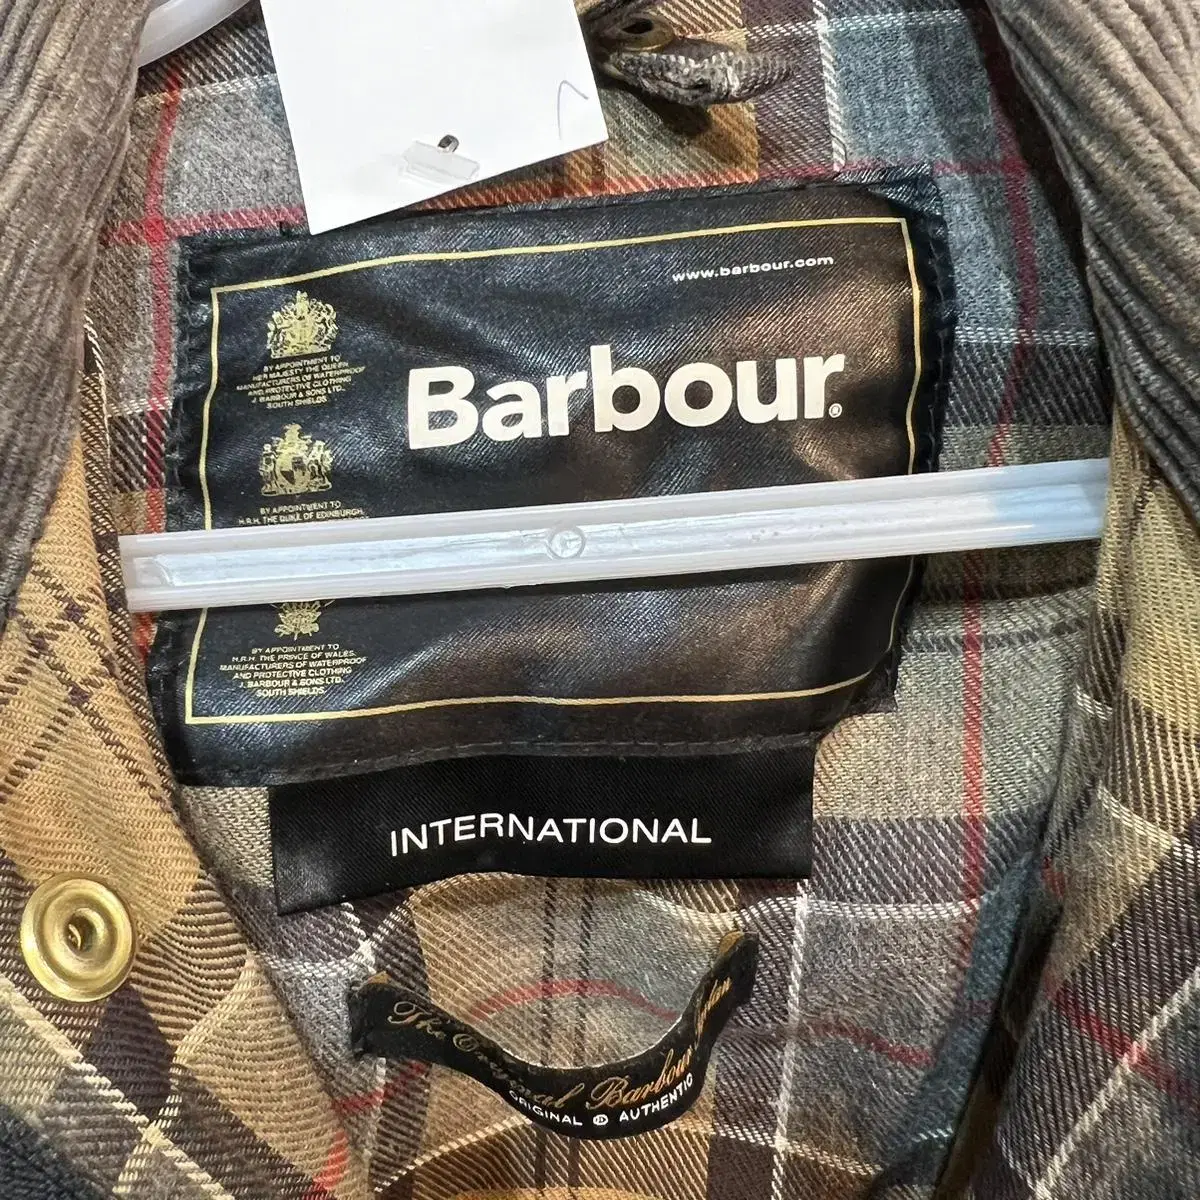 www.barbour.com
Barbour®
BY APPOINTMENT TO
HER MAJESTY THE QUEEN
MANUFACTURERS OF WATERPROOF
AND PROTECTIVE CLOTHING
J. BARBOUR & SONS LTD.
SOUTH SHIELDS
BY APPOINTMENT TO
H.R.H. THE DUKE OF EDINBURGH
BY APPOINTMENT TO
H.R.H. THE PRINCE OF WALES
MANUFACTURERS OF WATERPROOF
AND PROTECTIVE CLOTHING
J. BARBOUR & SONS LTD.
SOUTH SHIELDS
INTERNATIONAL
The Original Barbour Tartan
ORIGINAL AUTHENTIC